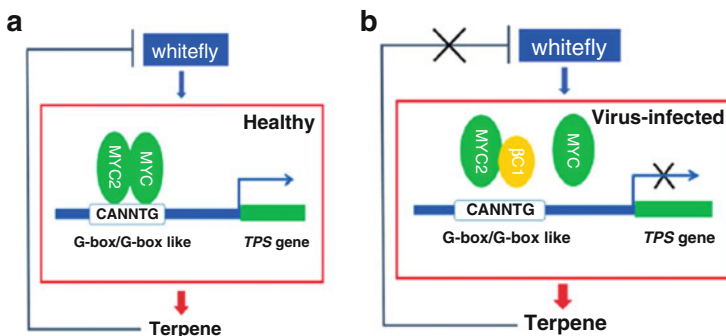 a
whitefly
Healthy
MYC2
MYC
CANNTG
G-box/G-box like
TPS gene
Terpene
b
whitefly
Virus-infected
MYC2
βC1
MYC
CANNTG
G-box/G-box like
TPS gene
Terpene